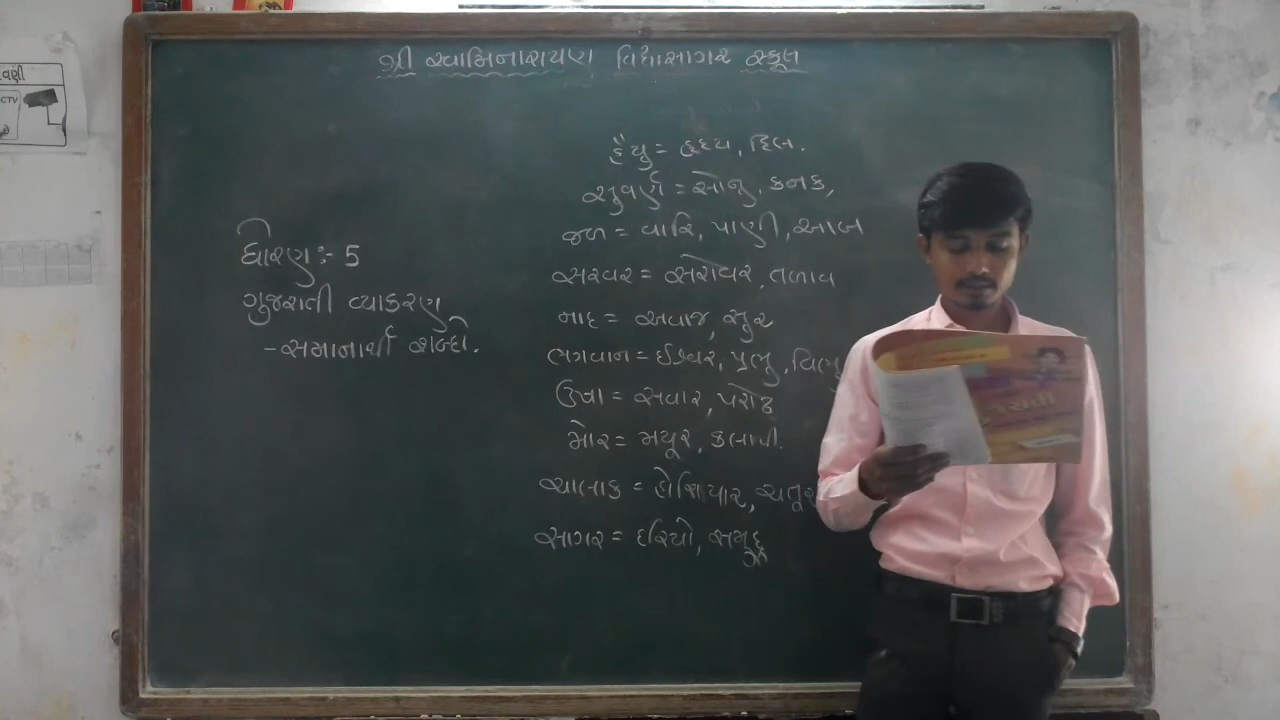 શ્રી સ્વામિનારાયણ વિદ્યાસાગર સ્કૂલ
ધોરણ :- 5
ગુજરાતી વ્યાકરણ
- સમાનાર્થી શબ્દો.
હૈયુ = હૃદય, દિલ.
સુવર્ણ = સોનુ, કનક,
જળ = વારિ, પાણી, આબ
સરવર = સરોવર, તળાવ
નાદ = અવાજ, સુર
ભગવાન = ઈશ્વર, પ્રભુ, વિભુ
ઉષા = સવાર, પરોઢ
મોર = મયૂર, કલાપી.
ચાલાક = હોશિયાર, ચતૂર
સાગર = દરિયો, સમુદ્ર
CTV